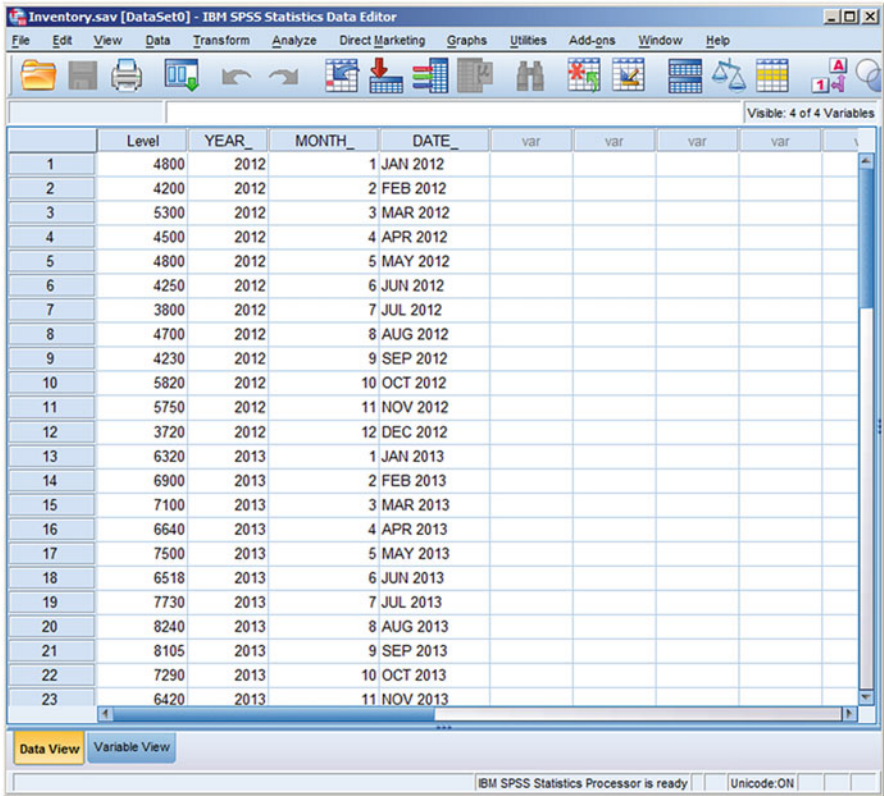 Inventory.sav [DataSet0] - IBM SPSS Statistics Data Editor
File Edit View Data Transform Analyze Direct Marketing Graphs Utilities Add-ons Window Help
Visible: 4 of 4 Variables
Level YEAR_ MONTH_ DATE_ var var var var
1 4800 2012 1 JAN 2012
2 4200 2012 2 FEB 2012
3 5300 2012 3 MAR 2012
4 4500 2012 4 APR 2012
5 4800 2012 5 MAY 2012
6 4250 2012 6 JUN 2012
7 3800 2012 7 JUL 2012
8 4700 2012 8 AUG 2012
9 4230 2012 9 SEP 2012
10 5820 2012 10 OCT 2012
11 5750 2012 11 NOV 2012
12 3720 2012 12 DEC 2012
13 6320 2013 1 JAN 2013
14 6900 2013 2 FEB 2013
15 7100 2013 3 MAR 2013
16 6640 2013 4 APR 2013
17 7500 2013 5 MAY 2013
18 6518 2013 6 JUN 2013
19 7730 2013 7 JUL 2013
20 8240 2013 8 AUG 2013
21 8105 2013 9 SEP 2013
22 7290 2013 10 OCT 2013
23 6420 2013 11 NOV 2013
Data View Variable View
IBM SPSS Statistics Processor is ready Unicode:ON